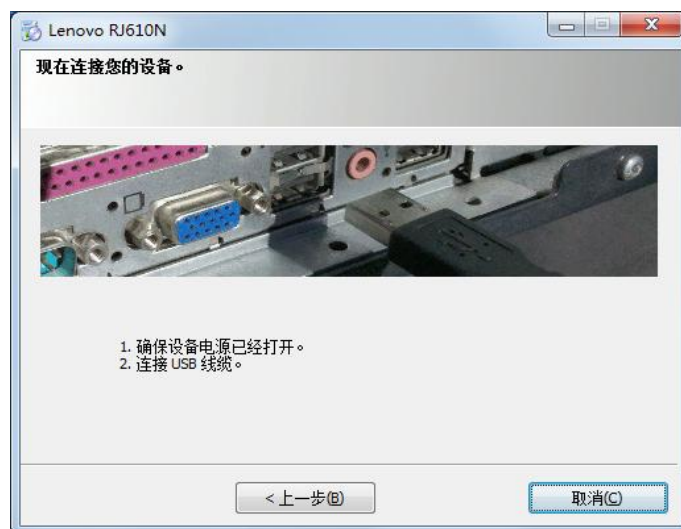 Lenovo RJ610N
现在连接您的设备。
1. 确保设备电源已经打开。
2. 连接 USB 线缆。
< 上一步(B)
取消(C)